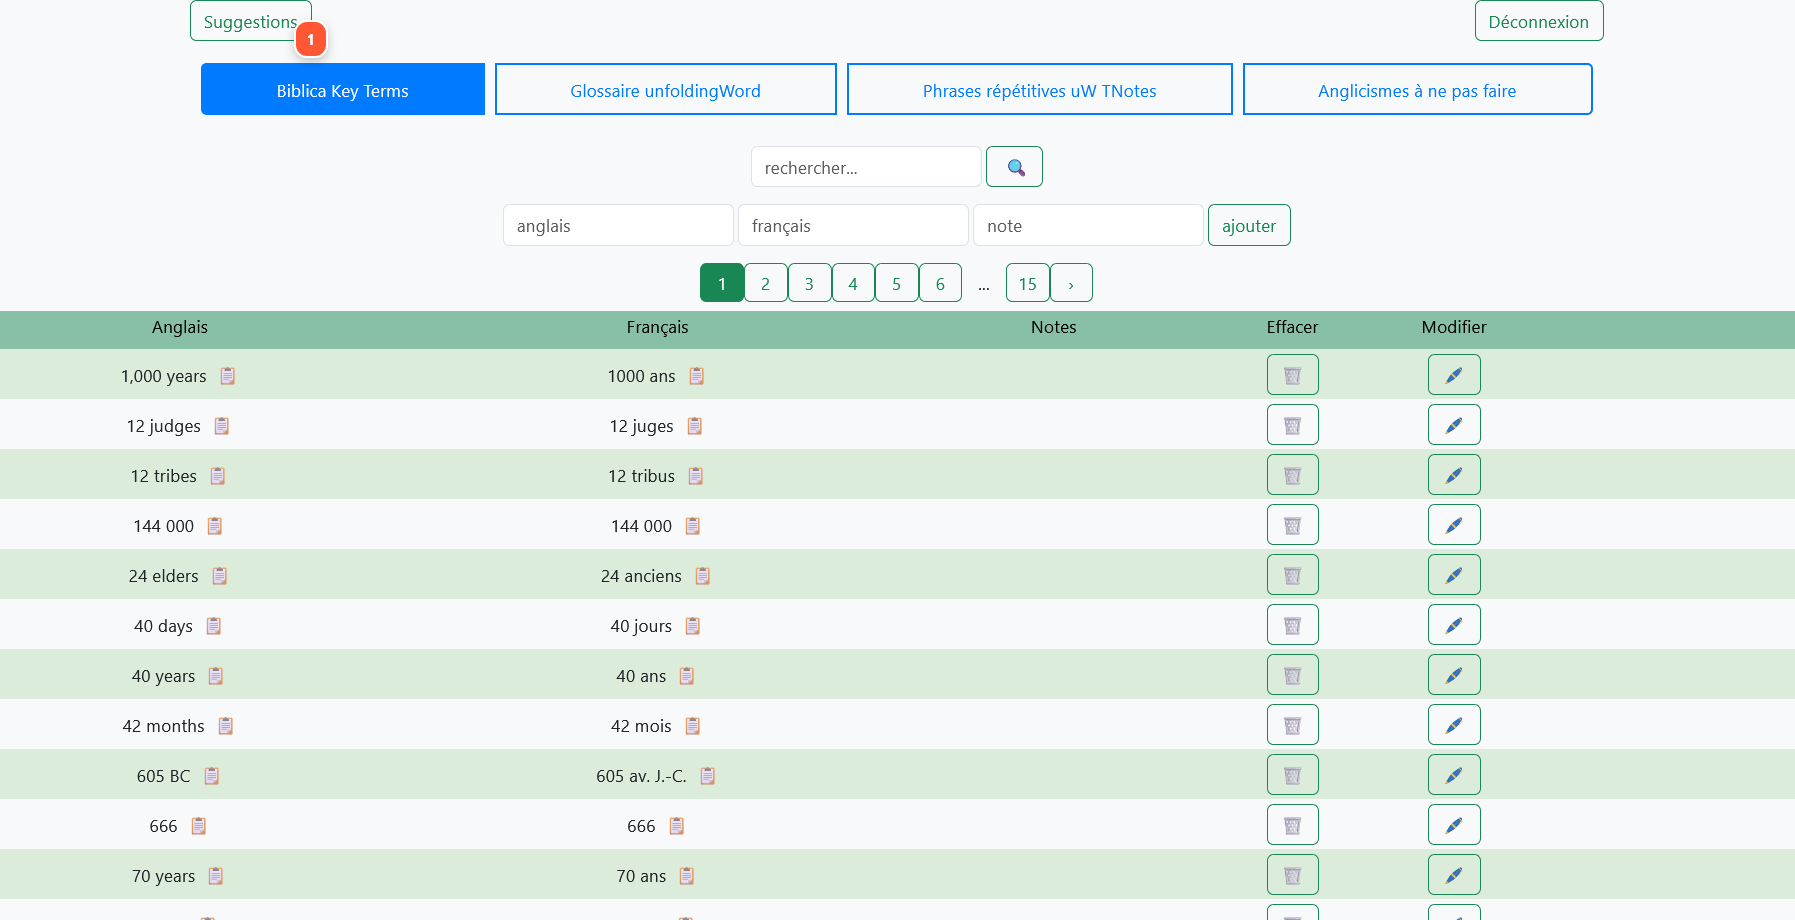 Suggestions
1
Déconnexion
Biblica Key Terms
Glossaire unfoldingWord
Phrases répétitives uW TNotes
Anglicismes à ne pas faire
rechercher...
anglais français note ajouter
1 2 3 4 5 6 ... 15 ›
Anglais Français Notes Effacer Modifier
1,000 years 1000 ans
12 judges 12 juges
12 tribes 12 tribus
144 000 144 000
24 elders 24 anciens
40 days 40 jours
40 years 40 ans
42 months 42 mois
605 BC 605 av. J.-C.
666 666
70 years 70 ans